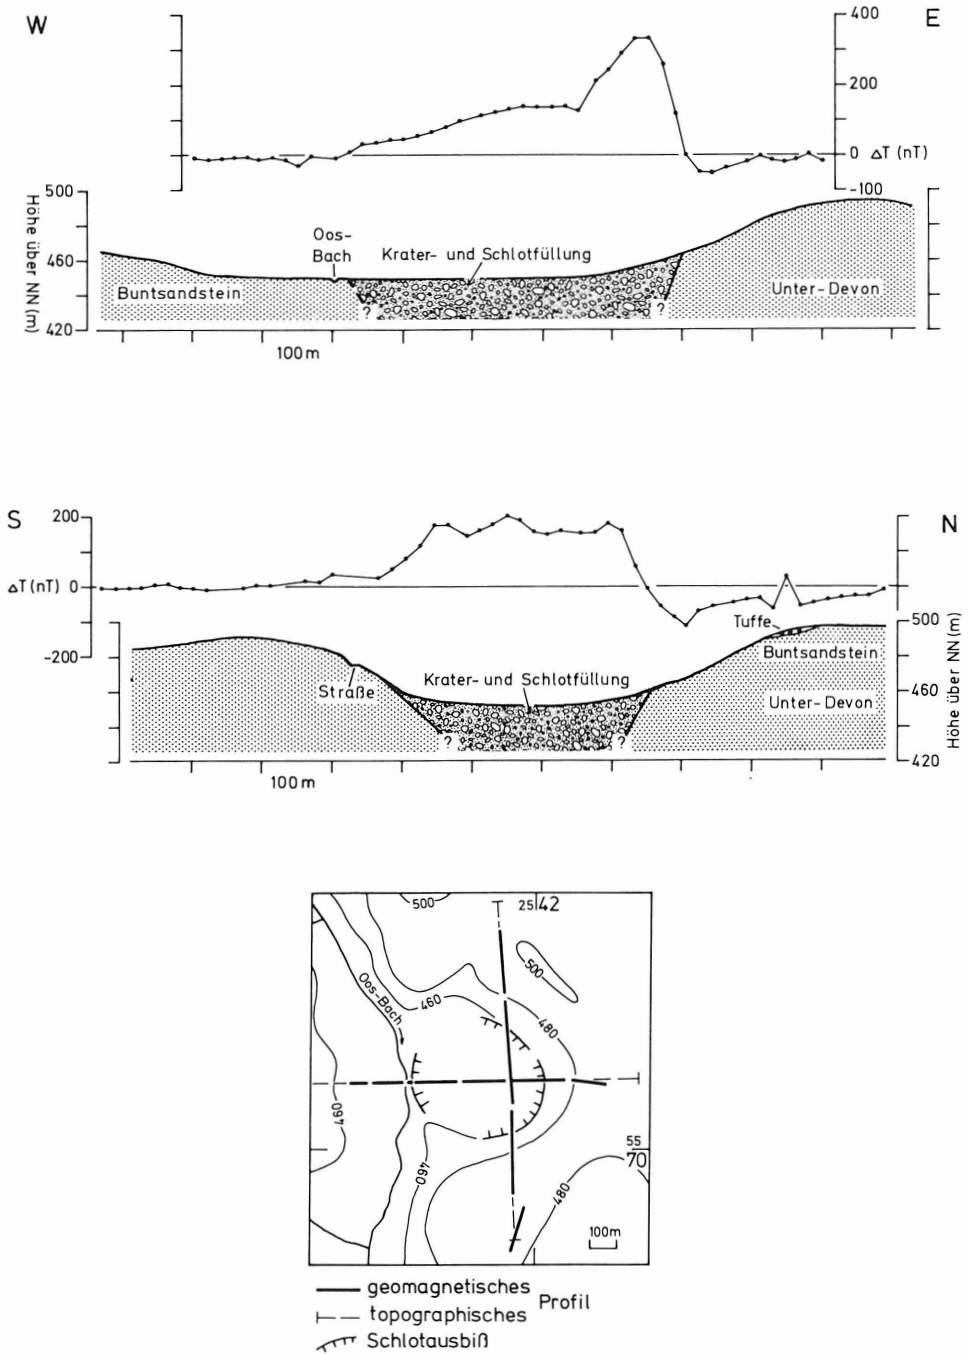 W
E
400
200
0 ΔT (nT)
-100
500
460
420
Höhe über NN (m)
Oos-
Bach
Krater- und Schlotfüllung
Buntsandstein
Unter-Devon
?
?
100 m
S
N
200
ΔT (nT) 0
-200
500
460
420
Höhe über NN (m)
Tuffe
Buntsandstein
Straße
Krater- und Schlotfüllung
Unter-Devon
?
?
100 m
500
25 42
500
Oos-Bach
460
480
460
460
55
70
480
100m
geomagnetisches
topographisches
Profil
Schlotausbiß